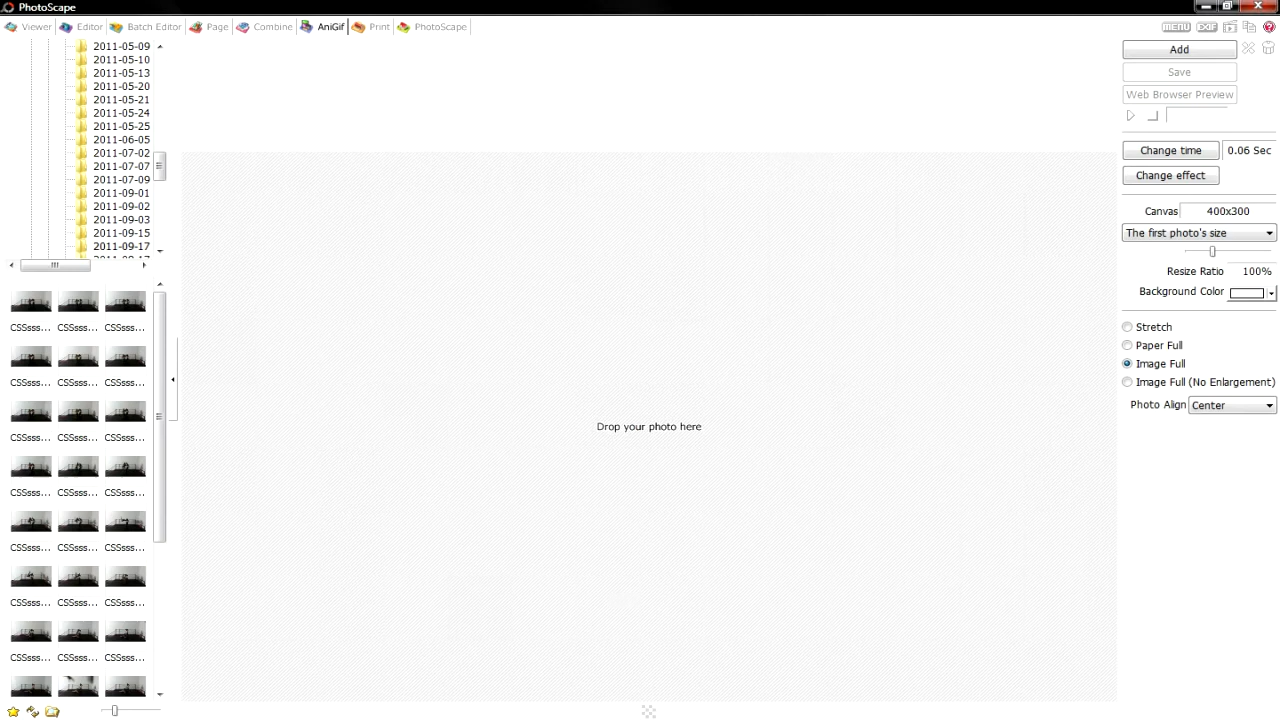 PhotoScape
Viewer
Editor
Batch Editor
Page
Combine
AniGif
Print
PhotoScape
MENU
EXIF
2011-05-09
2011-05-10
2011-05-13
2011-05-20
2011-05-21
2011-05-24
2011-05-25
2011-06-05
2011-07-02
2011-07-07
2011-07-09
2011-09-01
2011-09-02
2011-09-03
2011-09-15
2011-09-17
CSSsss... CSSsss... CSSsss...
CSSsss... CSSsss... CSSsss...
CSSsss... CSSsss... CSSsss...
CSSsss... CSSsss... CSSsss...
CSSsss... CSSsss... CSSsss...
CSSsss... CSSsss... CSSsss...
CSSsss... CSSsss... CSSsss...
Drop your photo here
Add
Save
Web Browser Preview
Change time 0.06 Sec
Change effect
Canvas 400x300
The first photo's size
Resize Ratio 100%
Background Color
Stretch
Paper Full
Image Full
Image Full (No Enlargement)
Photo Align Center